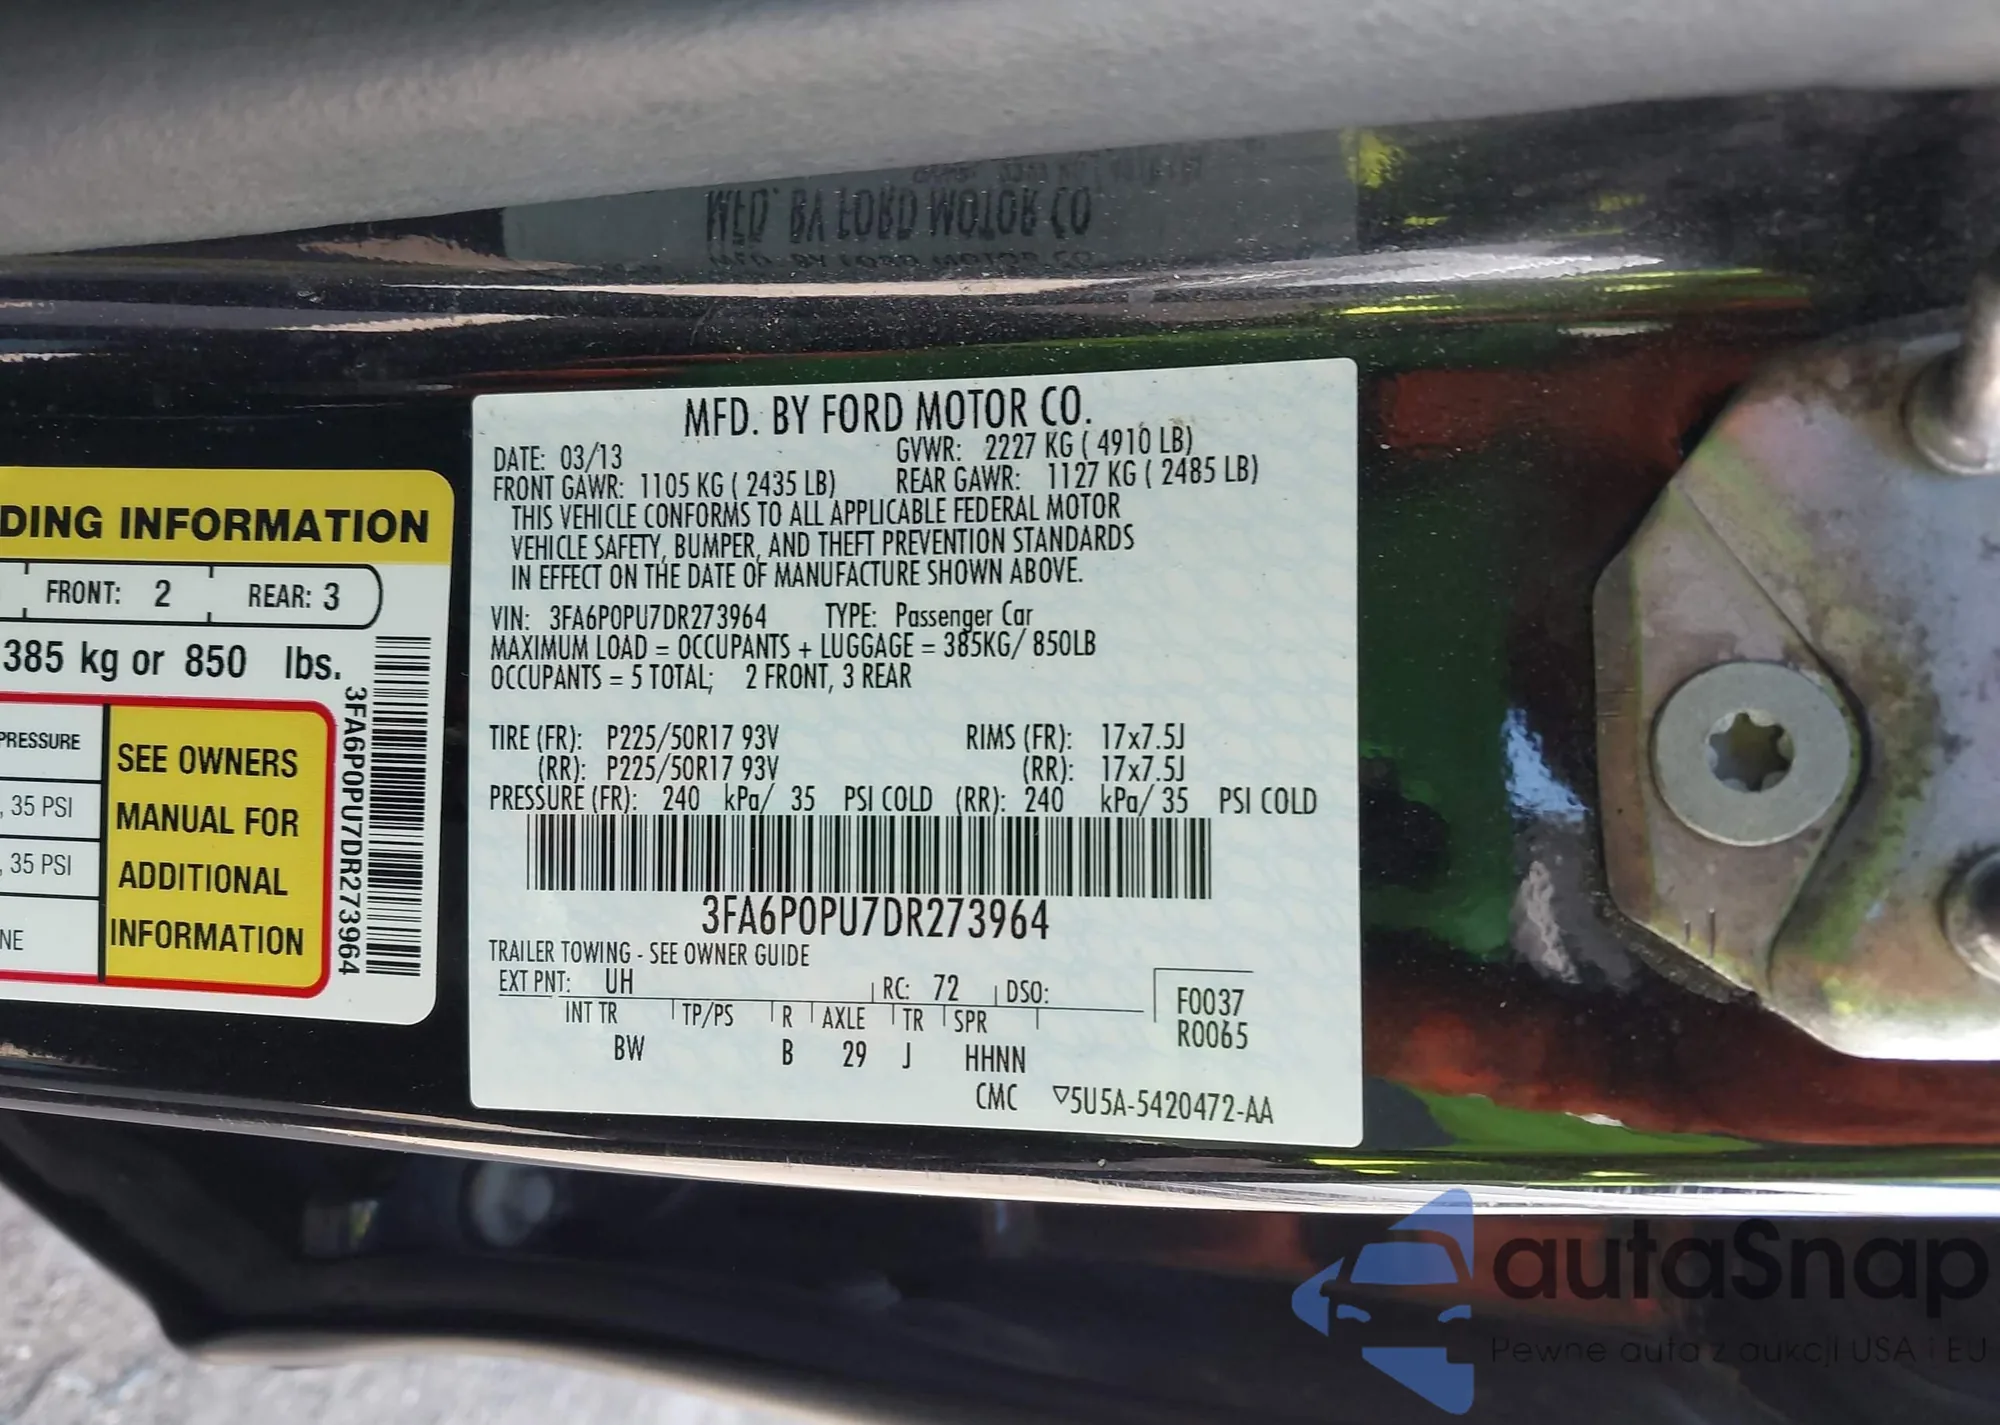 MFD. BY FORD MOTOR CO.
DATE: 03/13 GVWR: 2227 KG ( 4910 LB)
FRONT GAWR: 1105 KG ( 2435 LB) REAR GAWR: 1127 KG ( 2485 LB)
THIS VEHICLE CONFORMS TO ALL APPLICABLE FEDERAL MOTOR
VEHICLE SAFETY, BUMPER, AND THEFT PREVENTION STANDARDS
IN EFFECT ON THE DATE OF MANUFACTURE SHOWN ABOVE.
VIN: 3FA6P0PU7DR273964 TYPE: Passenger Car
MAXIMUM LOAD = OCCUPANTS + LUGGAGE = 385KG/ 850LB
OCCUPANTS = 5 TOTAL; 2 FRONT, 3 REAR
TIRE (FR): P225/50R17 93V RIMS (FR): 17x7.5J
(RR): P225/50R17 93V (RR): 17x7.5J
PRESSURE (FR): 240 kPa/ 35 PSI COLD (RR): 240 kPa/ 35 PSI COLD
3FA6P0PU7DR273964
TRAILER TOWING - SEE OWNER GUIDE
EXT PNT: UH RC: 72 DSO:
INT TR TP/PS R AXLE TR SPR
BW B 29 J HHNN
F0037
R0065
CMC ▽5U5A-5420472-AA
DING INFORMATION
FRONT: 2 REAR: 3
385 kg or 850 lbs.
PRESSURE
, 35 PSI
, 35 PSI
NE
SEE OWNERS
MANUAL FOR
ADDITIONAL
INFORMATION
3FA6P0PU7DR273964
autaSnap
Pewne auta z aukcji USA i EU